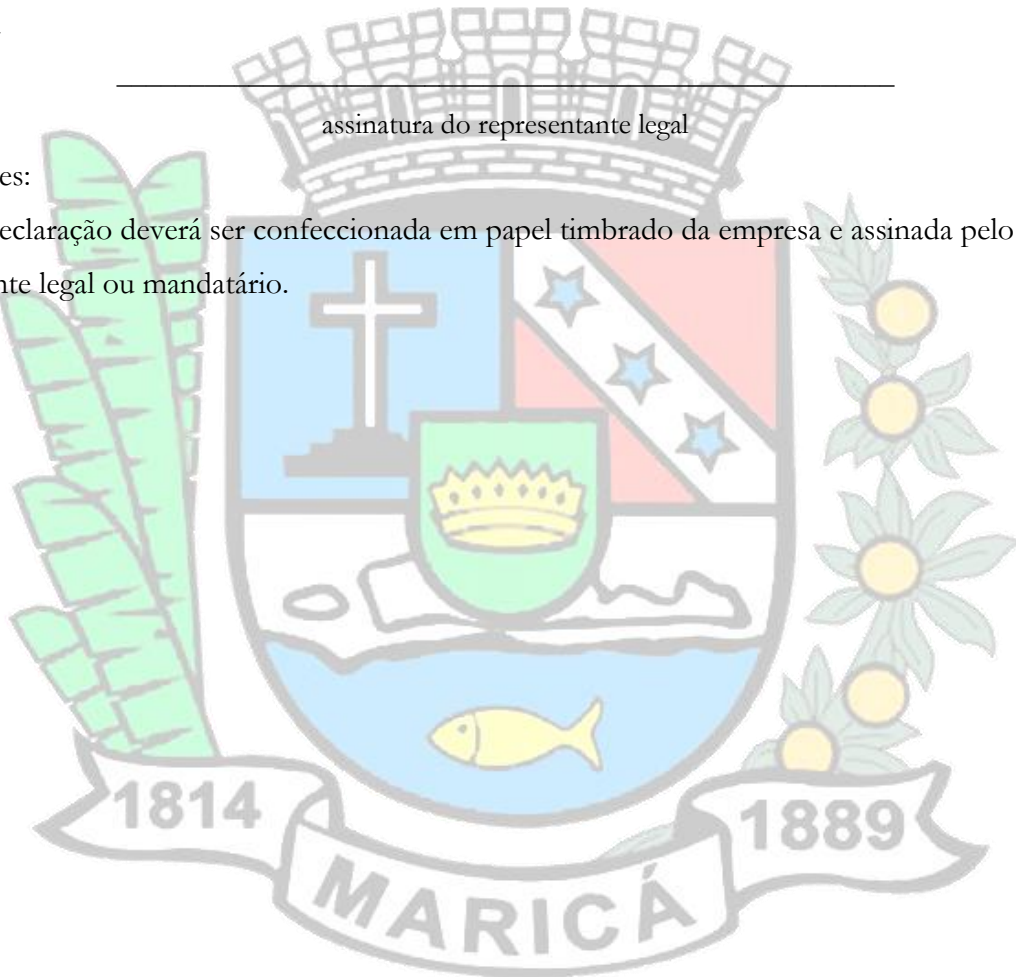 assinatura do representante legal
es:
eclaração deverá ser confeccionada em papel timbrado da empresa e assinada pelo
nte legal ou mandatário.
1814
1889
MARICÁ